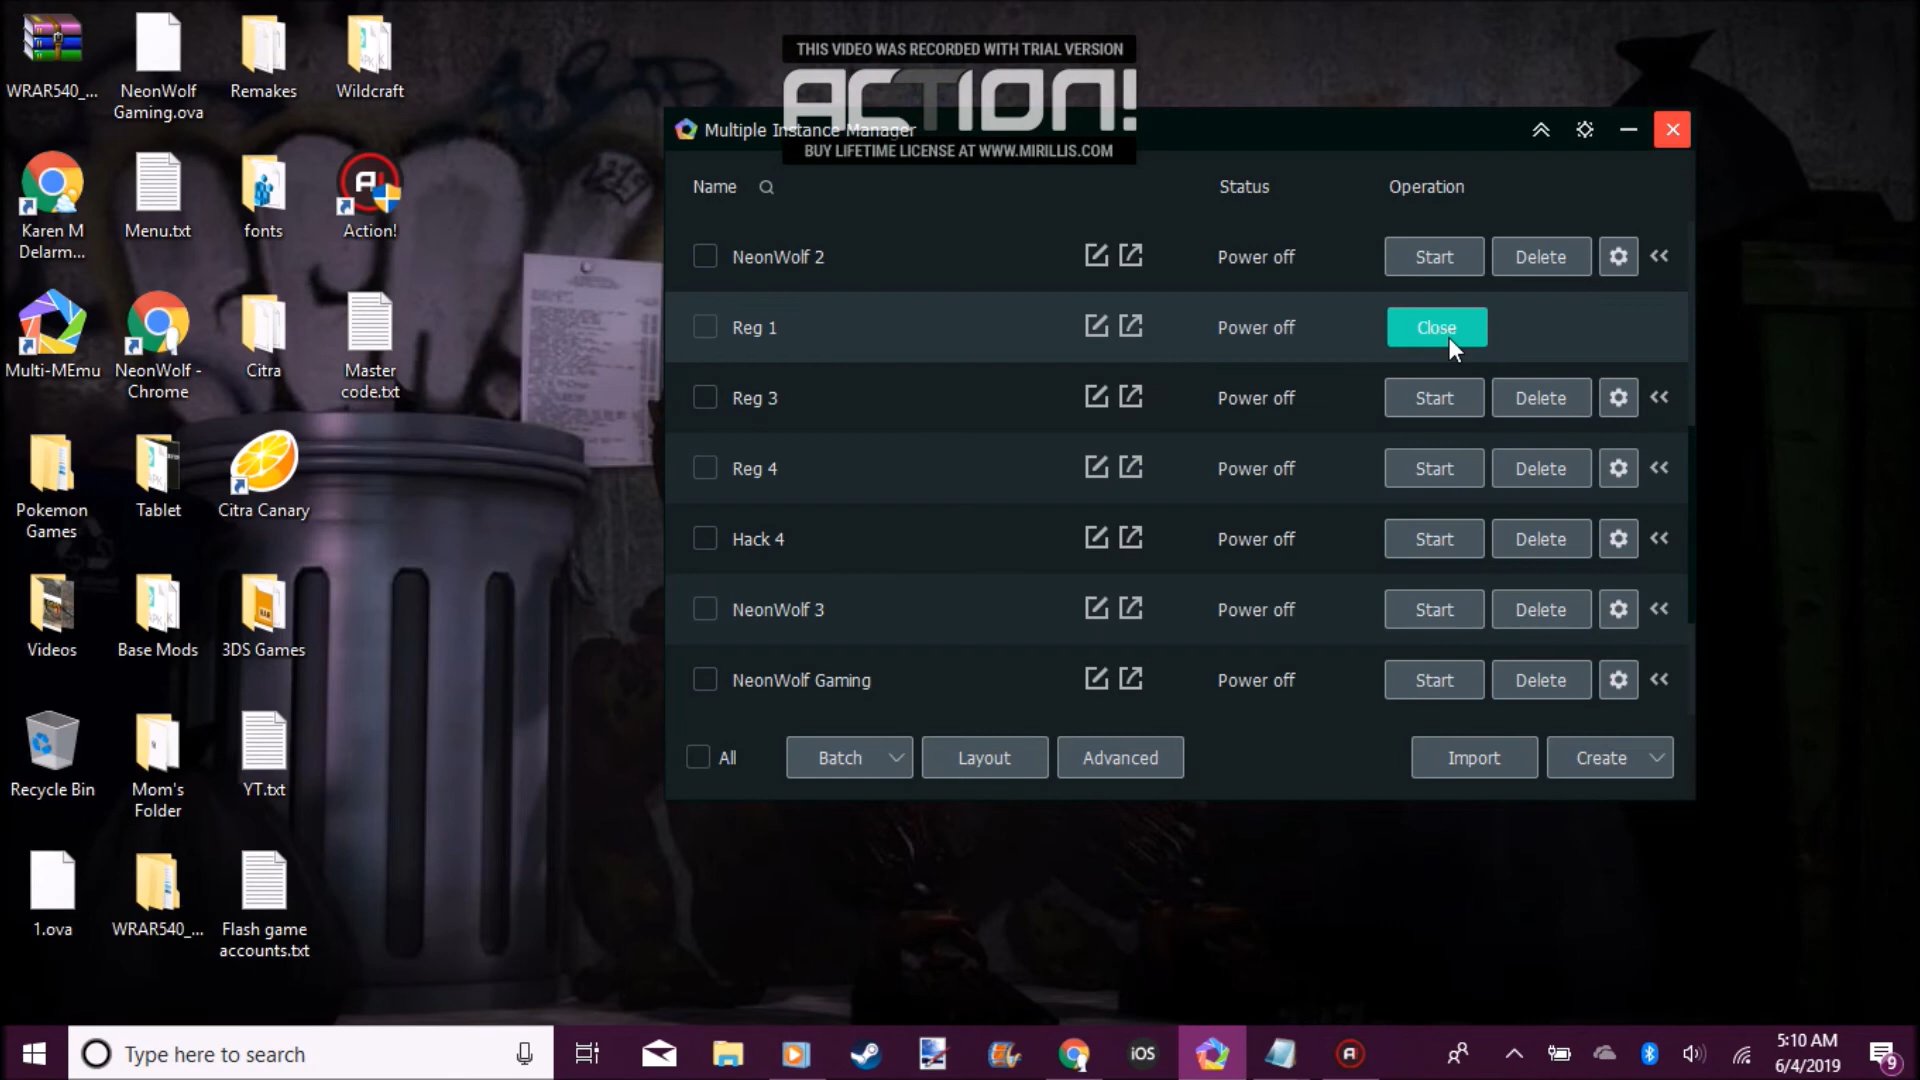 THIS VIDEO WAS RECORDED WITH TRIAL VERSION
ACTION!
BUY LIFETIME LICENSE AT WWW.MIRILLIS.COM
WRAR540_...
NeonWolf Gaming.ova
Remakes
Wildcraft
Karen M Delarm...
Menu.txt
fonts
Action!
Multi-MEmu
NeonWolf - Chrome
Citra
Master code.txt
Pokemon Games
Tablet
Citra Canary
Videos
Base Mods
3DS Games
Recycle Bin
Mom's Folder
YT.txt
1.ova
WRAR540_...
Flash game accounts.txt
Multiple Instance Manager
Name Status Operation
NeonWolf 2 Power off Start Delete
Reg 1 Power off Close
Reg 3 Power off Start Delete
Reg 4 Power off Start Delete
Hack 4 Power off Start Delete
NeonWolf 3 Power off Start Delete
NeonWolf Gaming Power off Start Delete
All Batch Layout Advanced Import Create
Type here to search
iOS
5:10 AM
6/4/2019
9